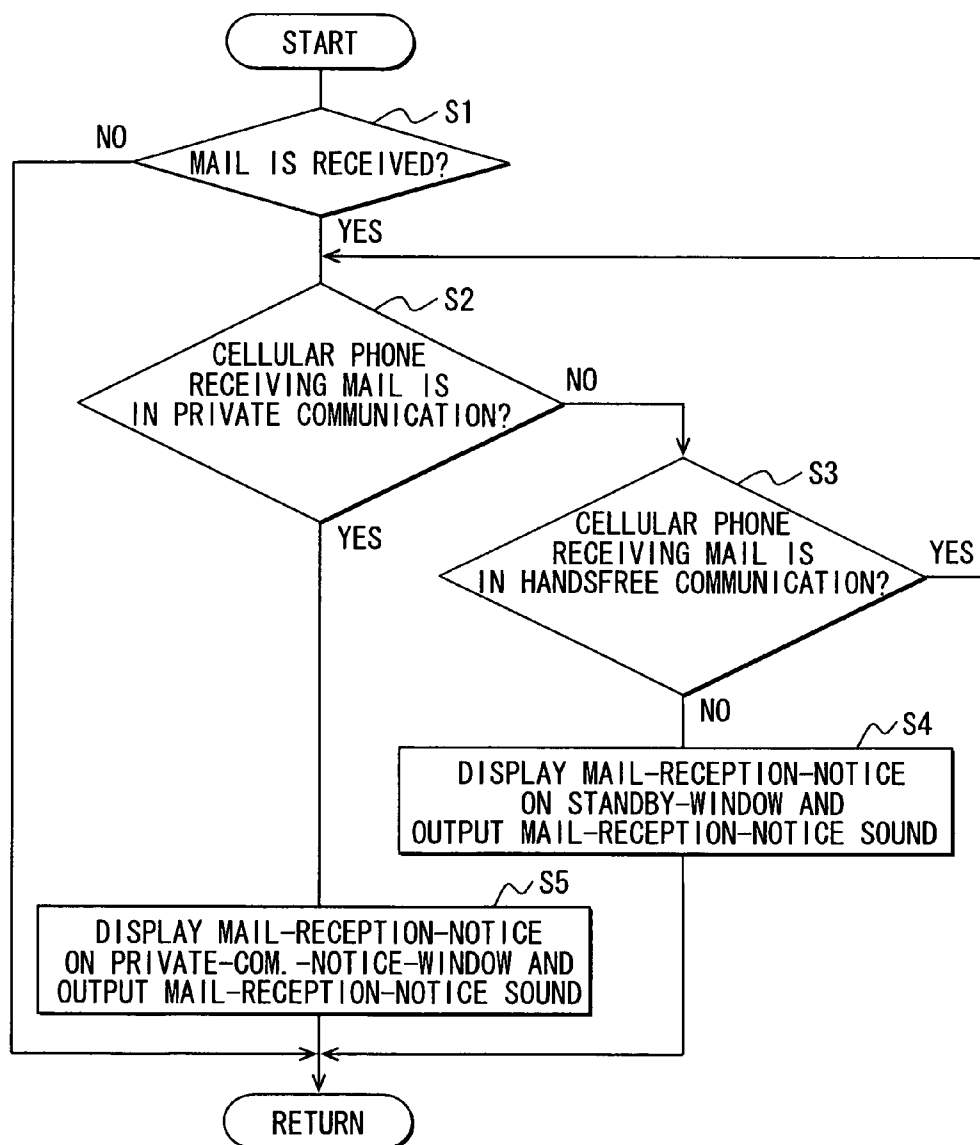 START
S1
NO
MAIL IS RECEIVED?
YES
S2
CELLULAR PHONE
RECEIVING MAIL IS
IN PRIVATE COMMUNICATION?
NO
YES
S3
CELLULAR PHONE
RECEIVING MAIL IS
IN HANDSFREE COMMUNICATION?
YES
NO
S4
DISPLAY MAIL-RECEPTION-NOTICE
ON STANDBY-WINDOW AND
OUTPUT MAIL-RECEPTION-NOTICE SOUND
S5
DISPLAY MAIL-RECEPTION-NOTICE
ON PRIVATE-COM.-NOTICE-WINDOW AND
OUTPUT MAIL-RECEPTION-NOTICE SOUND
RETURN